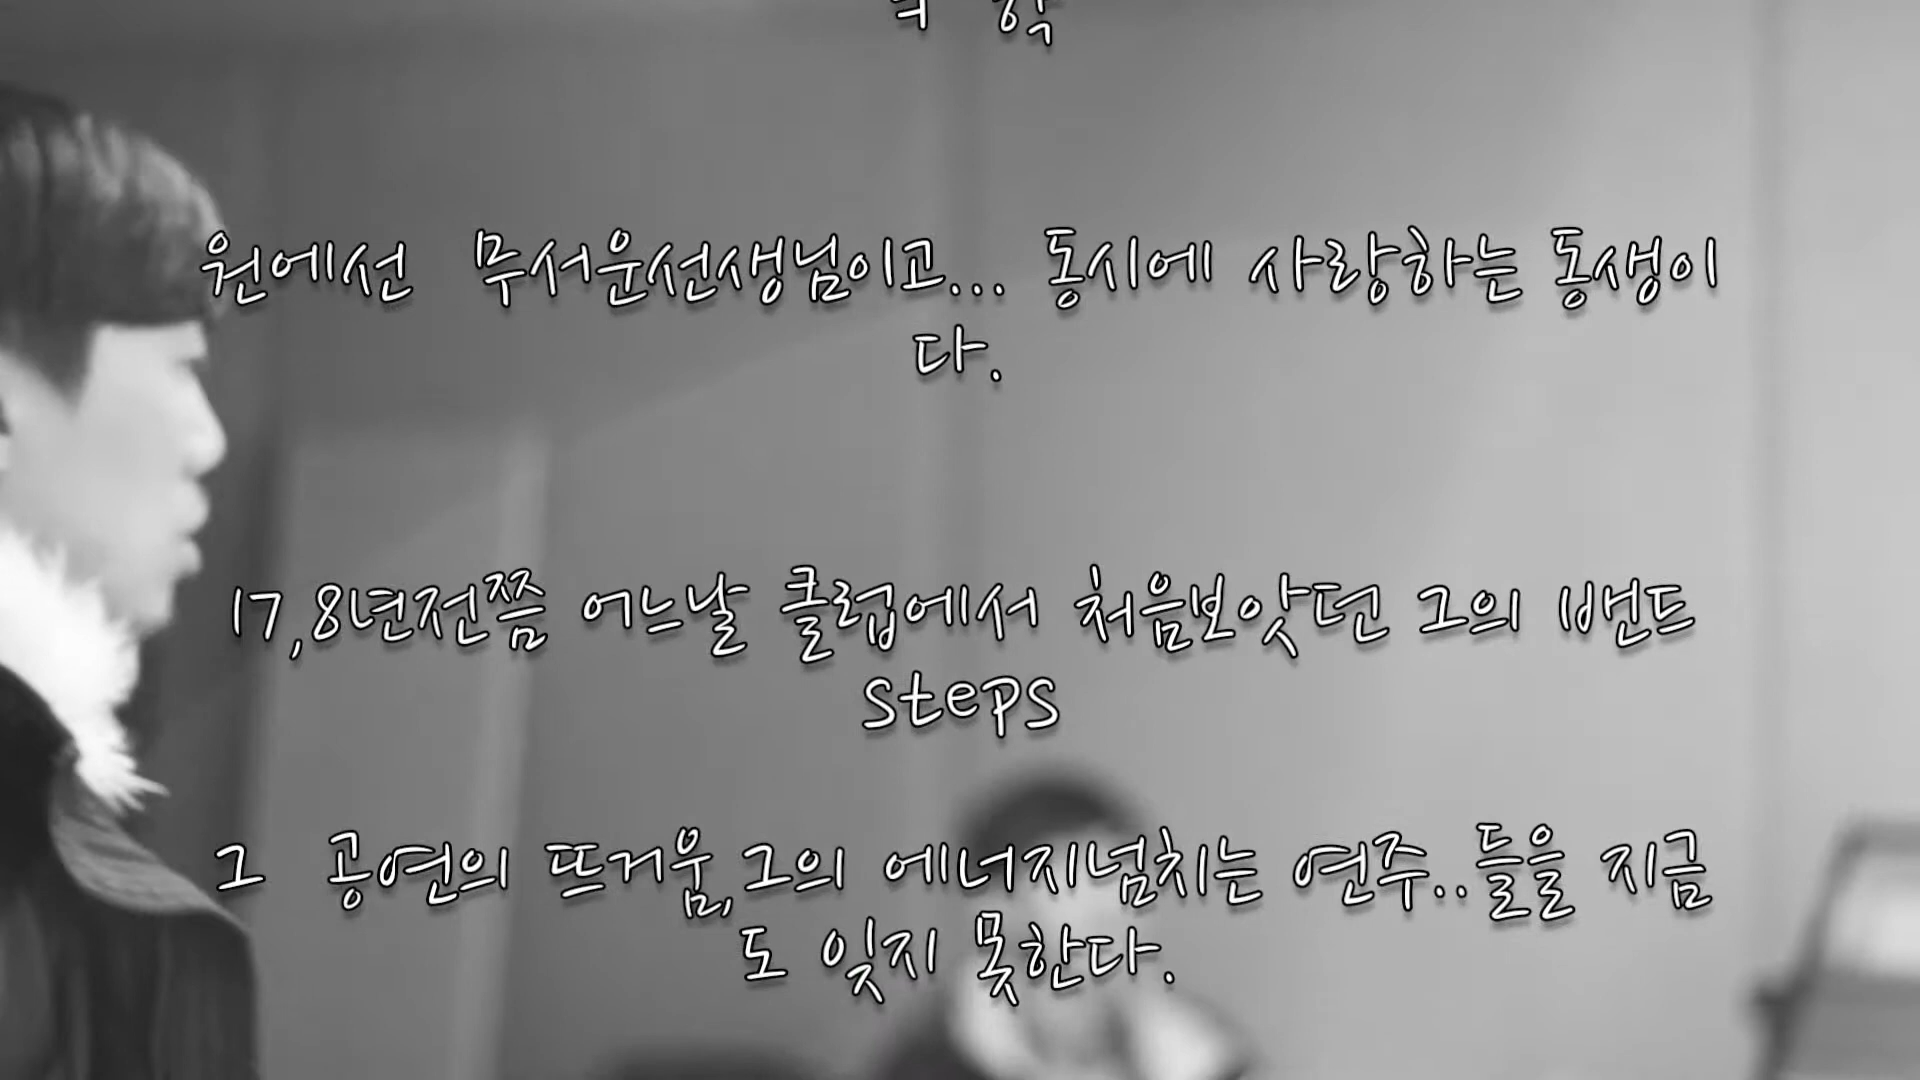 원에선 무서운선생님이고... 동시에 사랑하는 동생이
다.
17,8년전쯤 어느날 클럽에서 처음보앗던 그의 밴드
steps
그 공연의 뜨거움,그의 에너지넘치는 연주..들을 지금
도 잊지 못한다.